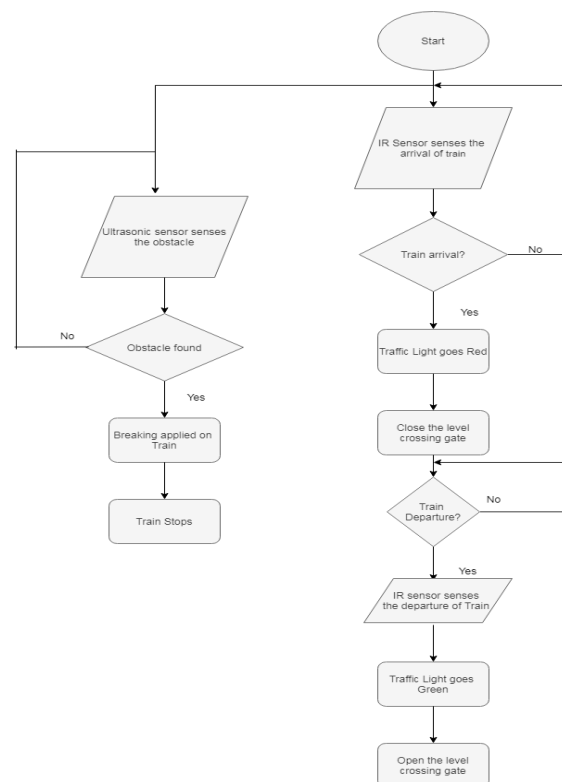 Start
IR Sensor senses the
arrival of train
Train arrival?
No
Yes
Traffic Light goes Red
Close the level
crossing gate
Train
Departure?
No
Yes
IR sensor senses
the departure of Train
Traffic Light goes
Green
Open the level
crossing gate
Ultrasonic sensor senses
the obstacle
Obstacle found
No
Yes
Breaking applied on
Train
Train Stops